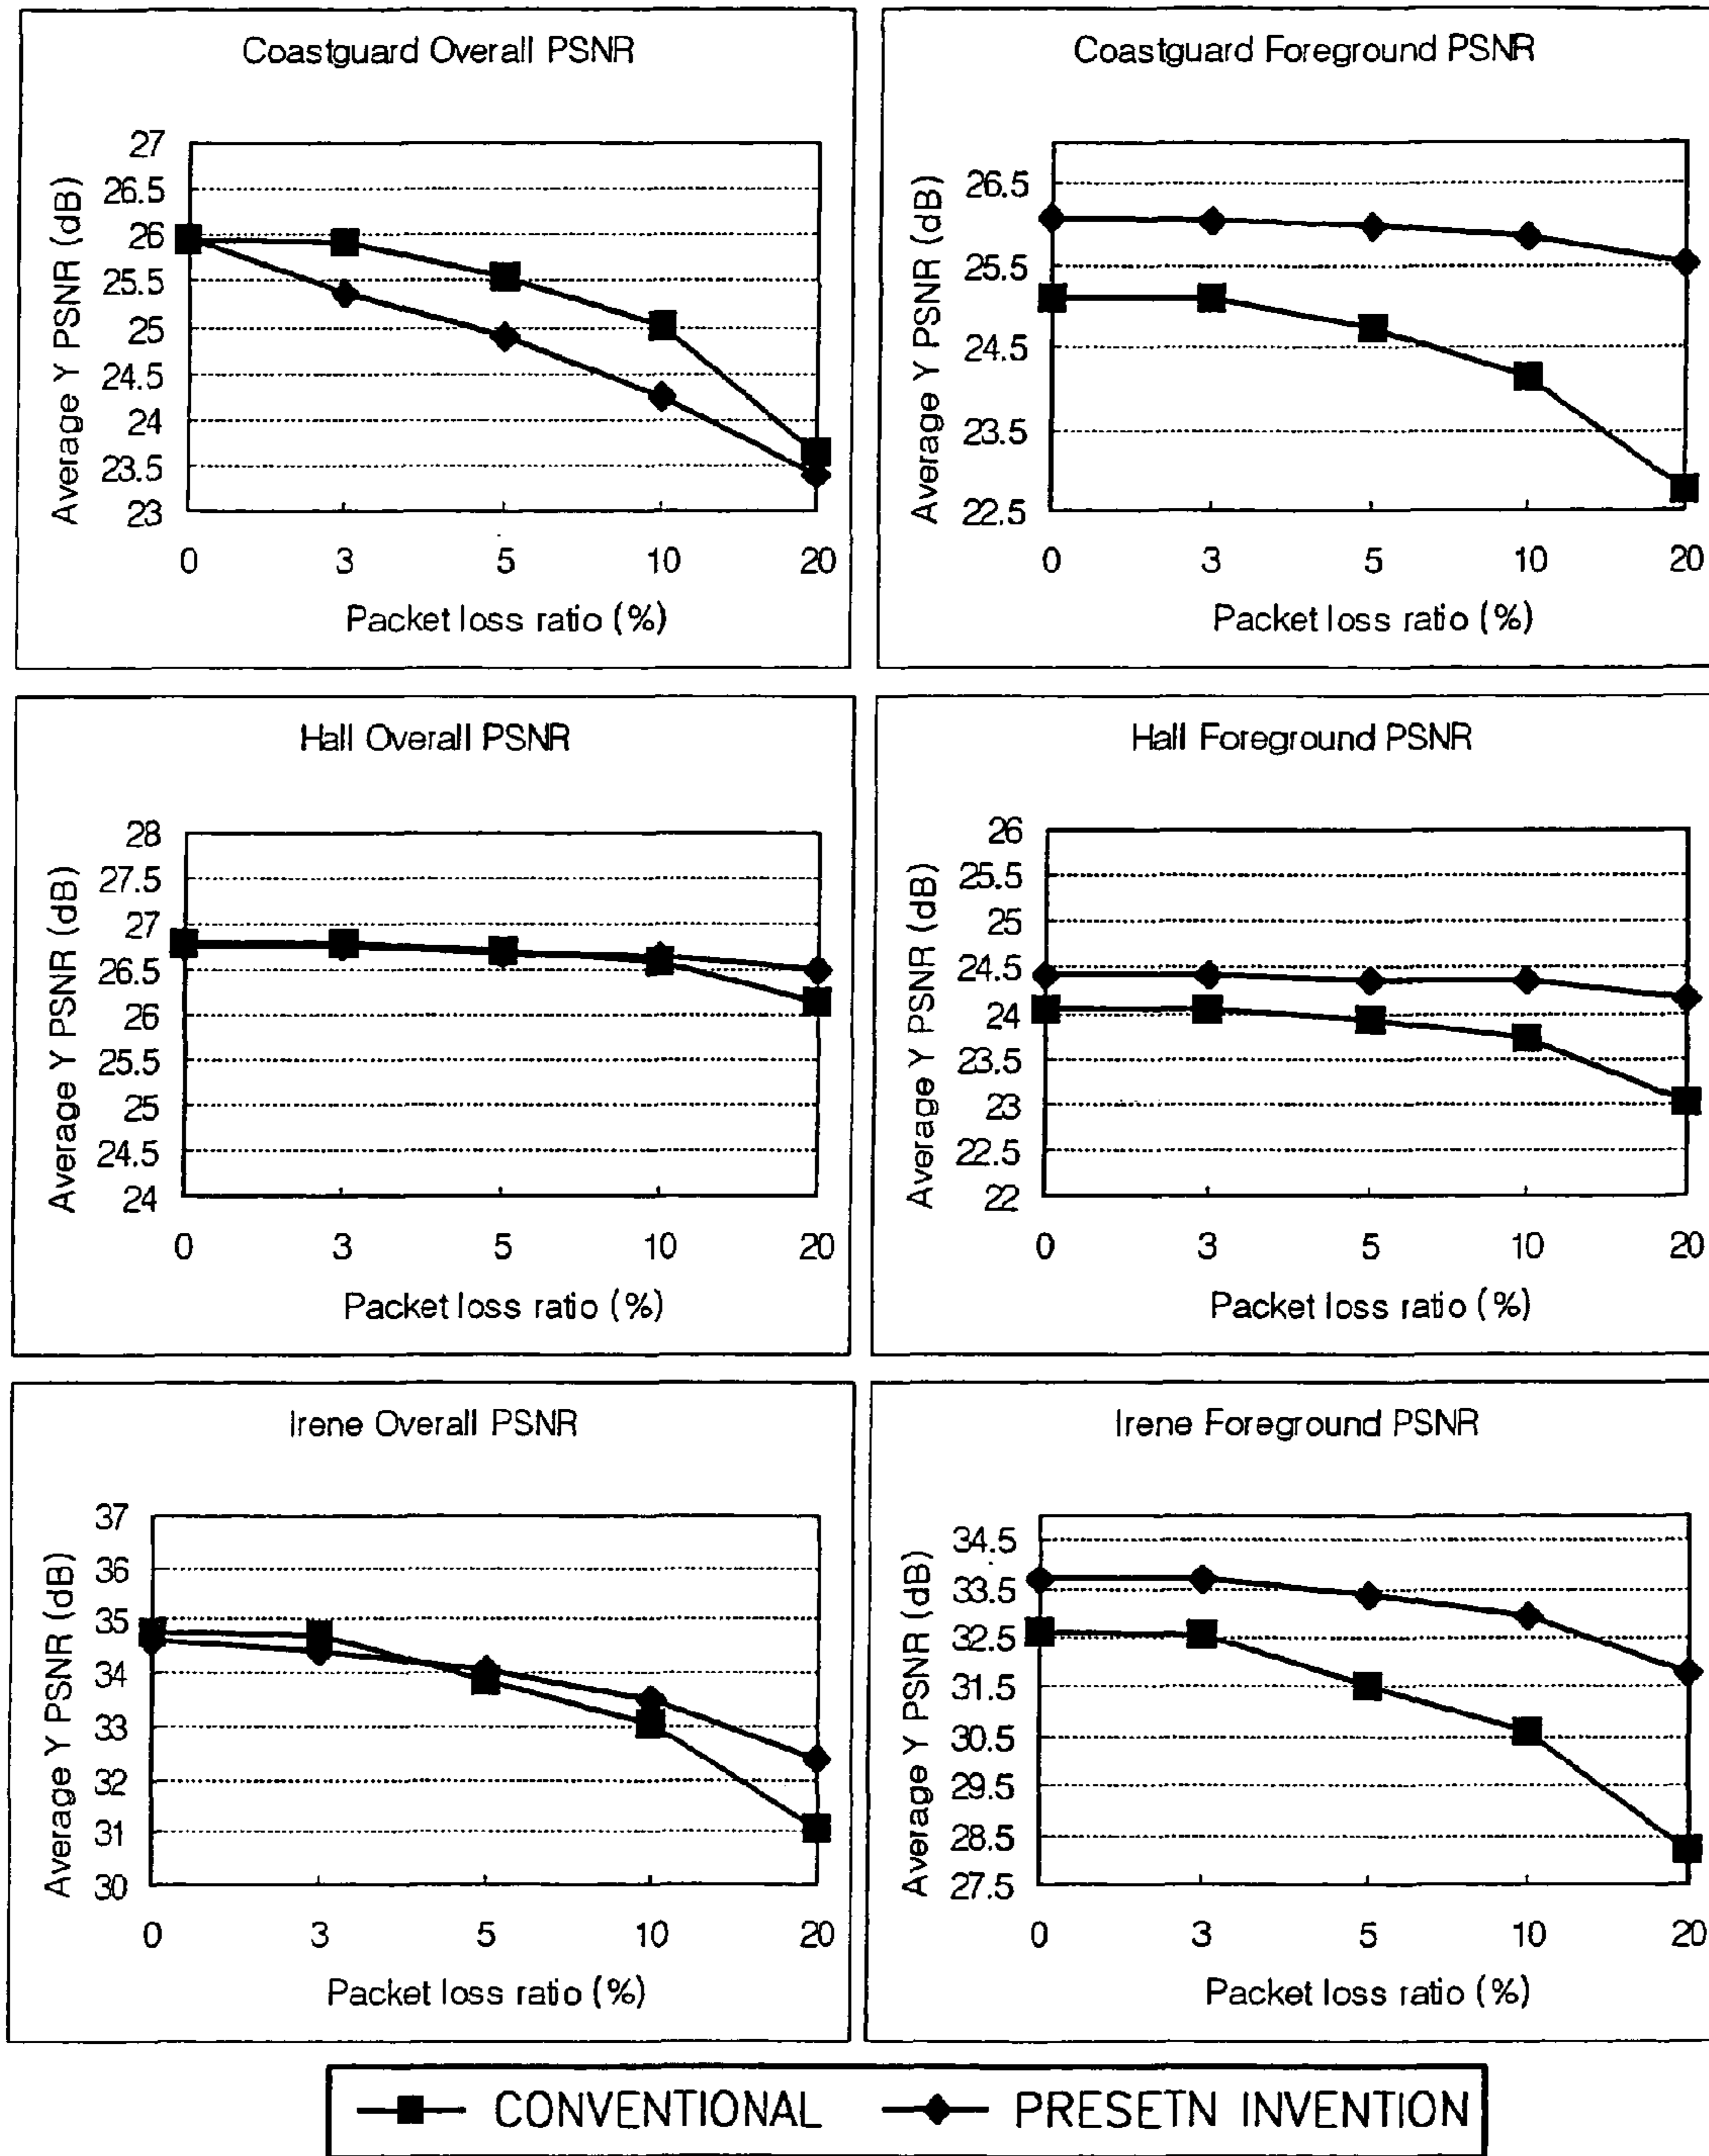 Coastguard Overall PSNR
Average Y PSNR (dB)
27
26.5
26
25.5
25
24.5
24
23.5
23
0 3 5 10 20
Packet loss ratio (%)
Coastguard Foreground PSNR
Average Y PSNR (dB)
26.5
25.5
24.5
23.5
22.5
0 3 5 10 20
Packet loss ratio (%)
Hall Overall PSNR
Average Y PSNR (dB)
28
27.5
27
26.5
26
25.5
25
24.5
24
0 3 5 10 20
Packet loss ratio (%)
Hall Foreground PSNR
Average Y PSNR (dB)
26
25.5
25
24.5
24
23.5
23
22.5
22
0 3 5 10 20
Packet loss ratio (%)
Irene Overall PSNR
Average Y PSNR (dB)
37
36
35
34
33
32
31
30
0 3 5 10 20
Packet loss ratio (%)
Irene Foreground PSNR
Average Y PSNR (dB)
34.5
33.5
32.5
31.5
30.5
29.5
28.5
27.5
0 3 5 10 20
Packet loss ratio (%)
CONVENTIONAL PRESETN INVENTION